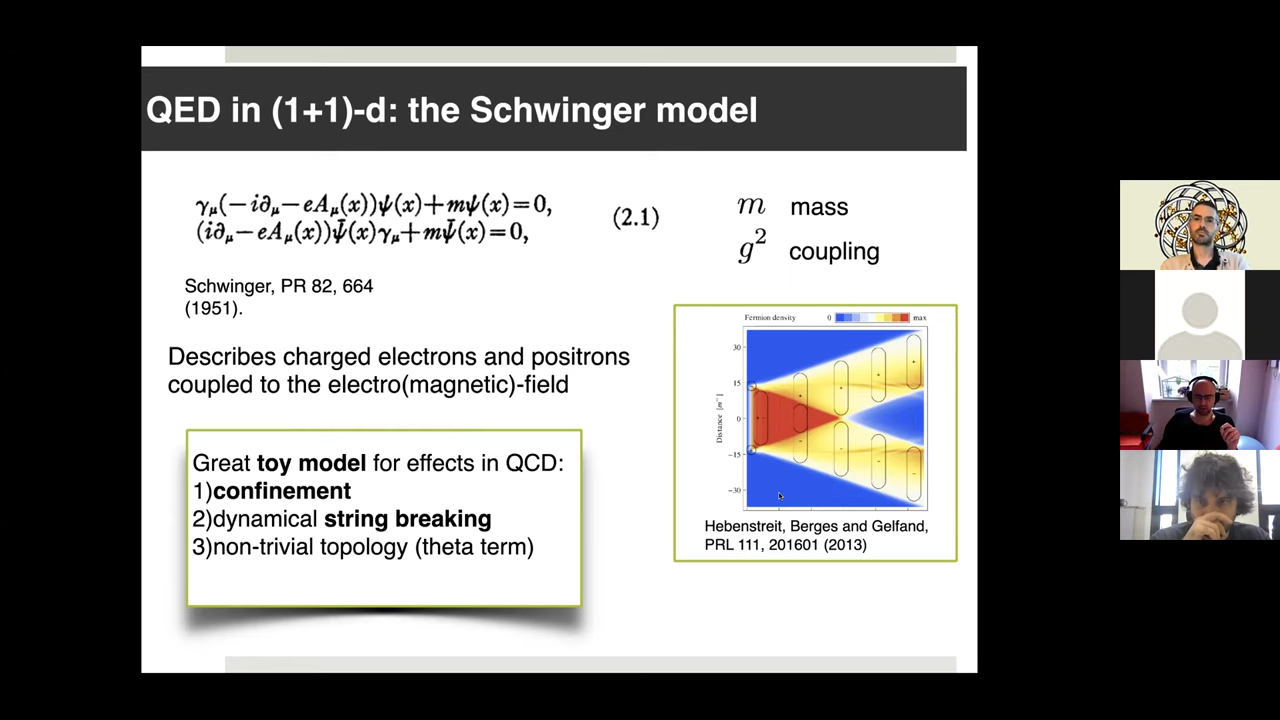 QED in (1+1)-d: the Schwinger model
γμ(−i∂μ−eAμ(x))ψ(x)+mψ(x)=0,
(i∂μ−eAμ(x))ψ̄(x)γμ+mψ̄(x)=0,
(2.1)
m mass
g² coupling
Schwinger, PR 82, 664
(1951).
Describes charged electrons and positrons
coupled to the electro(magnetic)-field
Great toy model for effects in QCD:
1)confinement
2)dynamical string breaking
3)non-trivial topology (theta term)
Fermion density 0 max
Distance [m⁻¹]
30
15
0
−15
−30
Hebenstreit, Berges and Gelfand,
PRL 111, 201601 (2013)